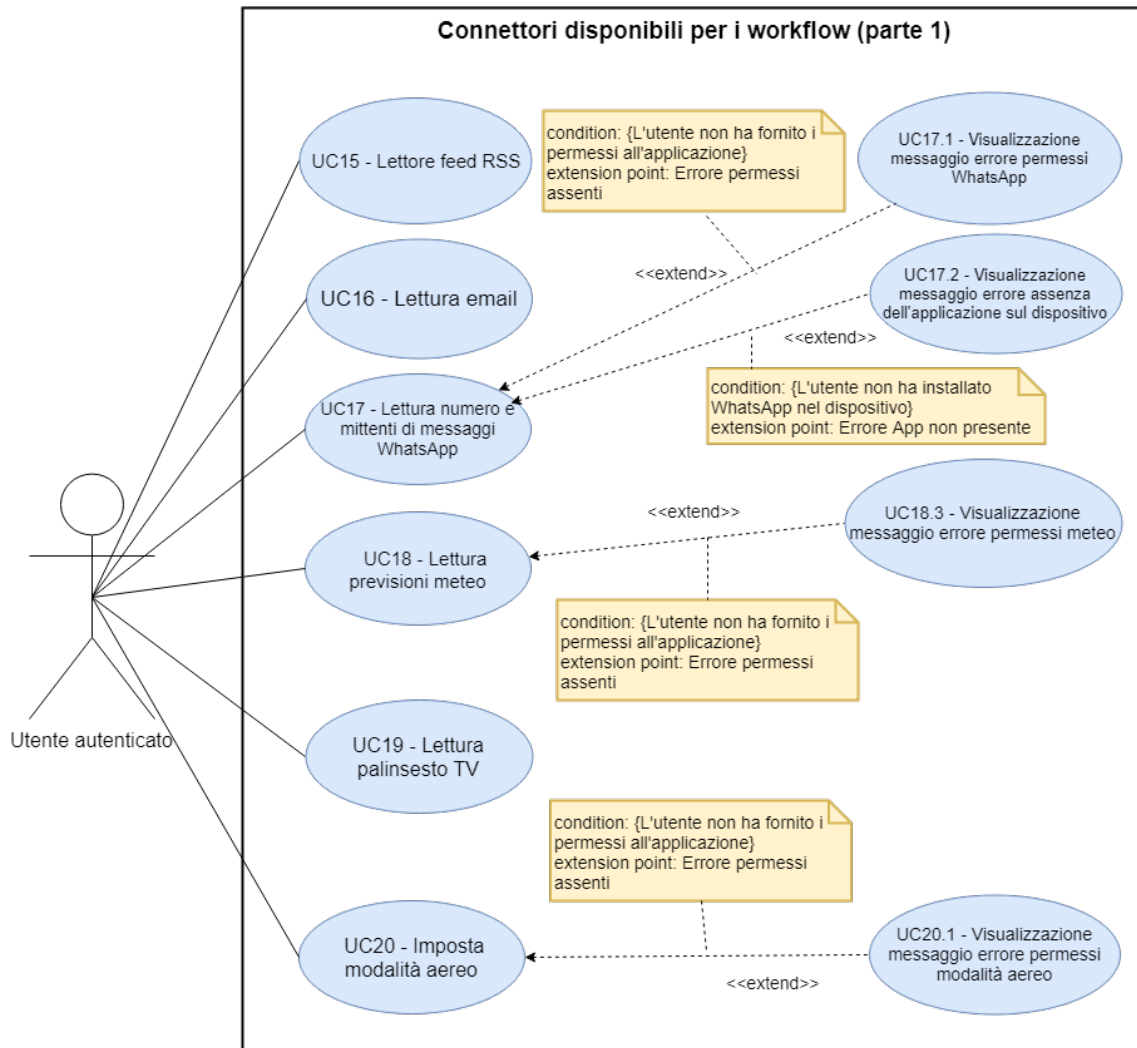 Connettori disponibili per i workflow (parte 1)
UC15 - Lettore feed RSS
condition: {L'utente non ha fornito i
permessi all'applicazione}
extension point: Errore permessi
assenti
UC17.1 - Visualizzazione
messaggio errore permessi
WhatsApp
<<extend>>
UC16 - Lettura email
UC17.2 - Visualizzazione
messaggio errore assenza
dell'applicazione sul dispositivo
<<extend>>
UC17 - Lettura numero e
mittenti di messaggi
WhatsApp
condition: {L'utente non ha installato
WhatsApp nel dispositivo}
extension point: Errore App non presente
<<extend>>
UC18.3 - Visualizzazione
messaggio errore permessi meteo
UC18 - Lettura
previsioni meteo
condition: {L'utente non ha fornito i
permessi all'applicazione}
extension point: Errore permessi
assenti
Utente autenticato
UC19 - Lettura
palinsesto TV
condition: {L'utente non ha fornito i
permessi all'applicazione}
extension point: Errore permessi
assenti
UC20 - Imposta
modalità aereo
UC20.1 - Visualizzazione
messaggio errore permessi
modalità aereo
<<extend>>